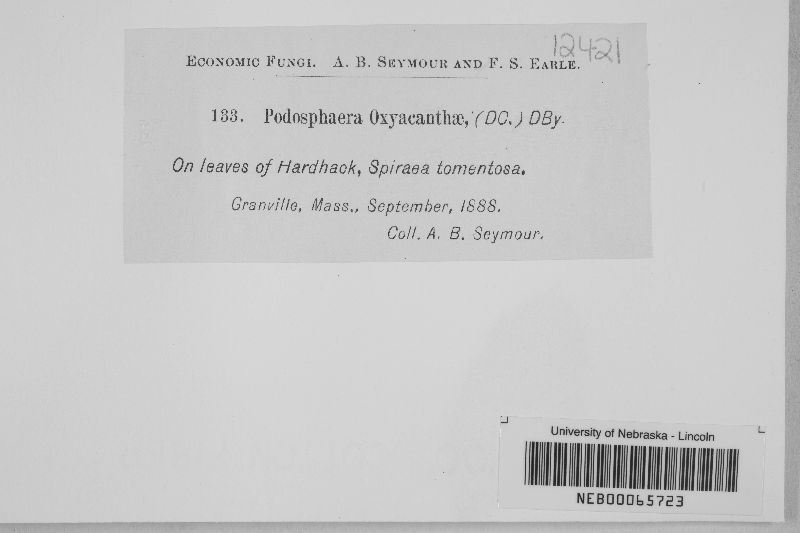 12421
ECONOMIC FUNGI. A. B. SEYMOUR AND F. S. EARLE.
133. Podosphaera Oxyacanthæ, (DC.) DBy.
On leaves of Hardhack, Spiraea tomentosa.
Granville, Mass., September, 1888.
Coll. A. B. Seymour.
University of Nebraska - Lincoln
NEB00065723